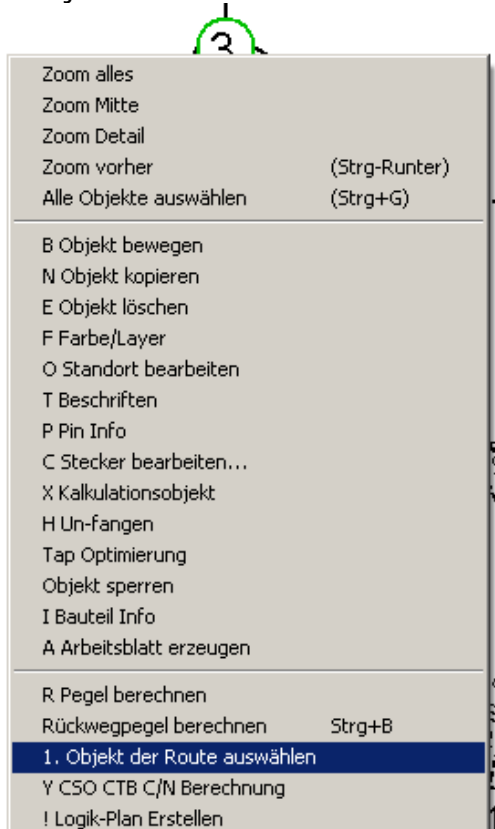 3
Zoom alles
Zoom Mitte
Zoom Detail
Zoom vorher (Strg-Runter)
Alle Objekte auswählen (Strg+G)
B Objekt bewegen
N Objekt kopieren
E Objekt löschen
F Farbe/Layer
O Standort bearbeiten
T Beschriften
P Pin Info
C Stecker bearbeiten...
X Kalkulationsobjekt
H Un-fangen
Tap Optimierung
Objekt sperren
I Bauteil Info
A Arbeitsblatt erzeugen
R Pegel berechnen
Rückwegpegel berechnen Strg+B
1. Objekt der Route auswählen
Y CSO CTB C/N Berechnung
! Logik-Plan Erstellen